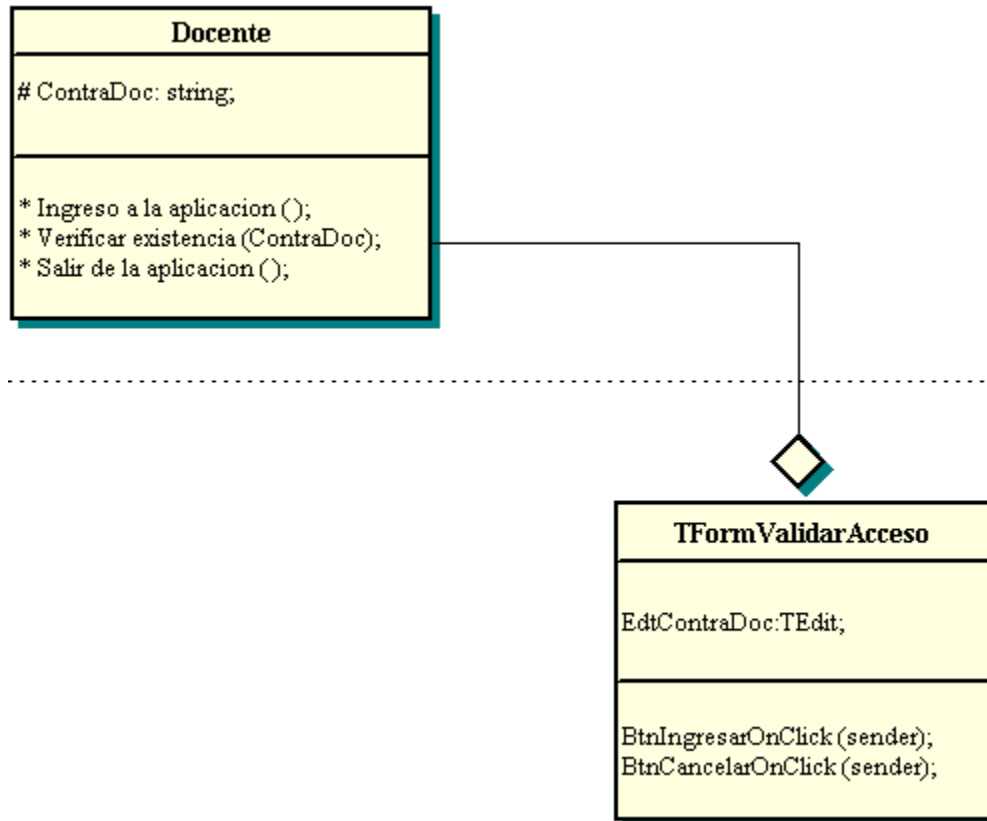 Docente
# ContraDoc: string;
* Ingreso a la aplicacion ();
* Verificar existencia (ContraDoc);
* Salir de la aplicacion ();
TFormValidarAcceso
EdtContraDoc:TEdit;
BtnIngresarOnClick (sender);
BtnCancelarOnClick (sender);